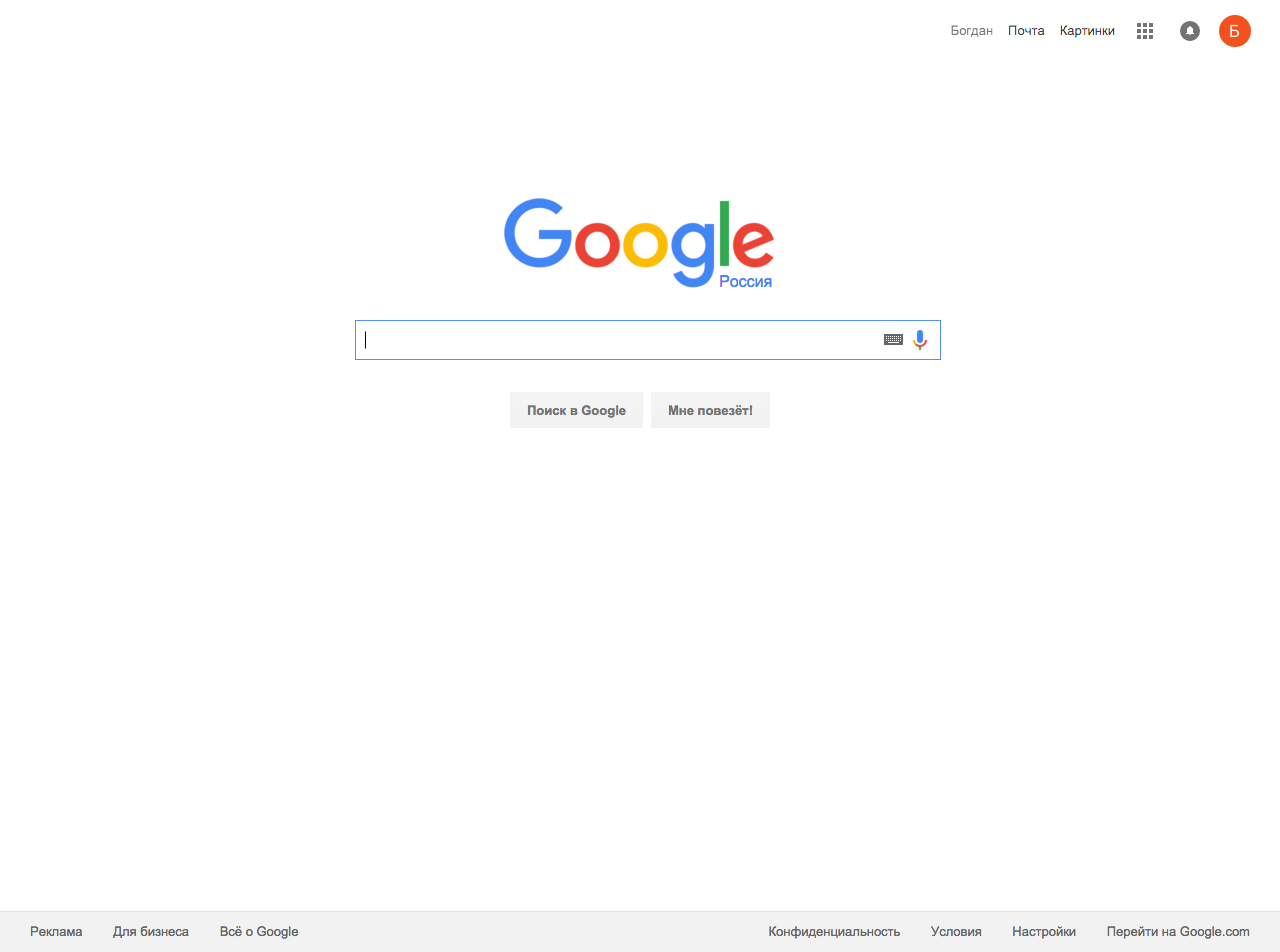 Богдан Почта Картинки Б
Google
Россия
Поиск в Google Мне повезёт!
Реклама Для бизнеса Всё о Google Конфиденциальность Условия Настройки Перейти на Google.com